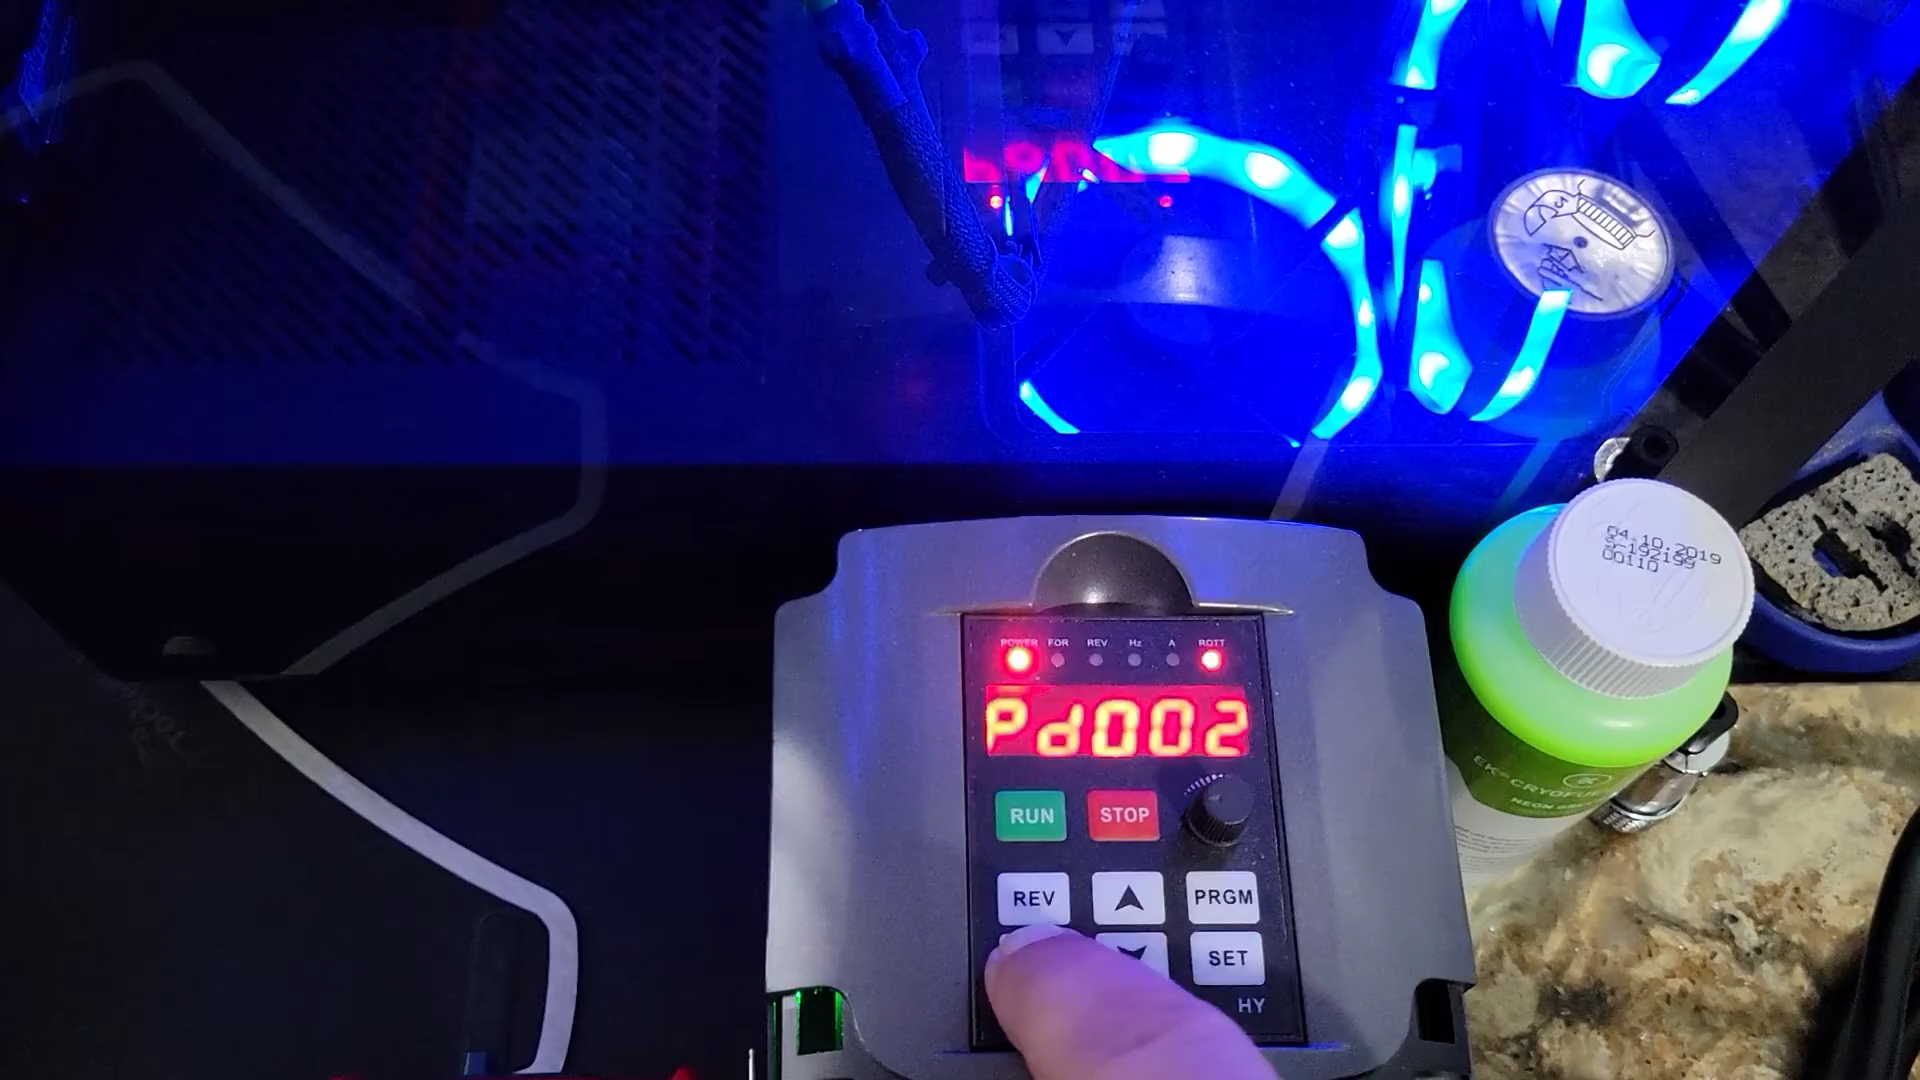 04.10.2019
00110
POWER FOR REV Hz A ROTT
Pd002
RUN STOP
REV PRGM
SET
HY